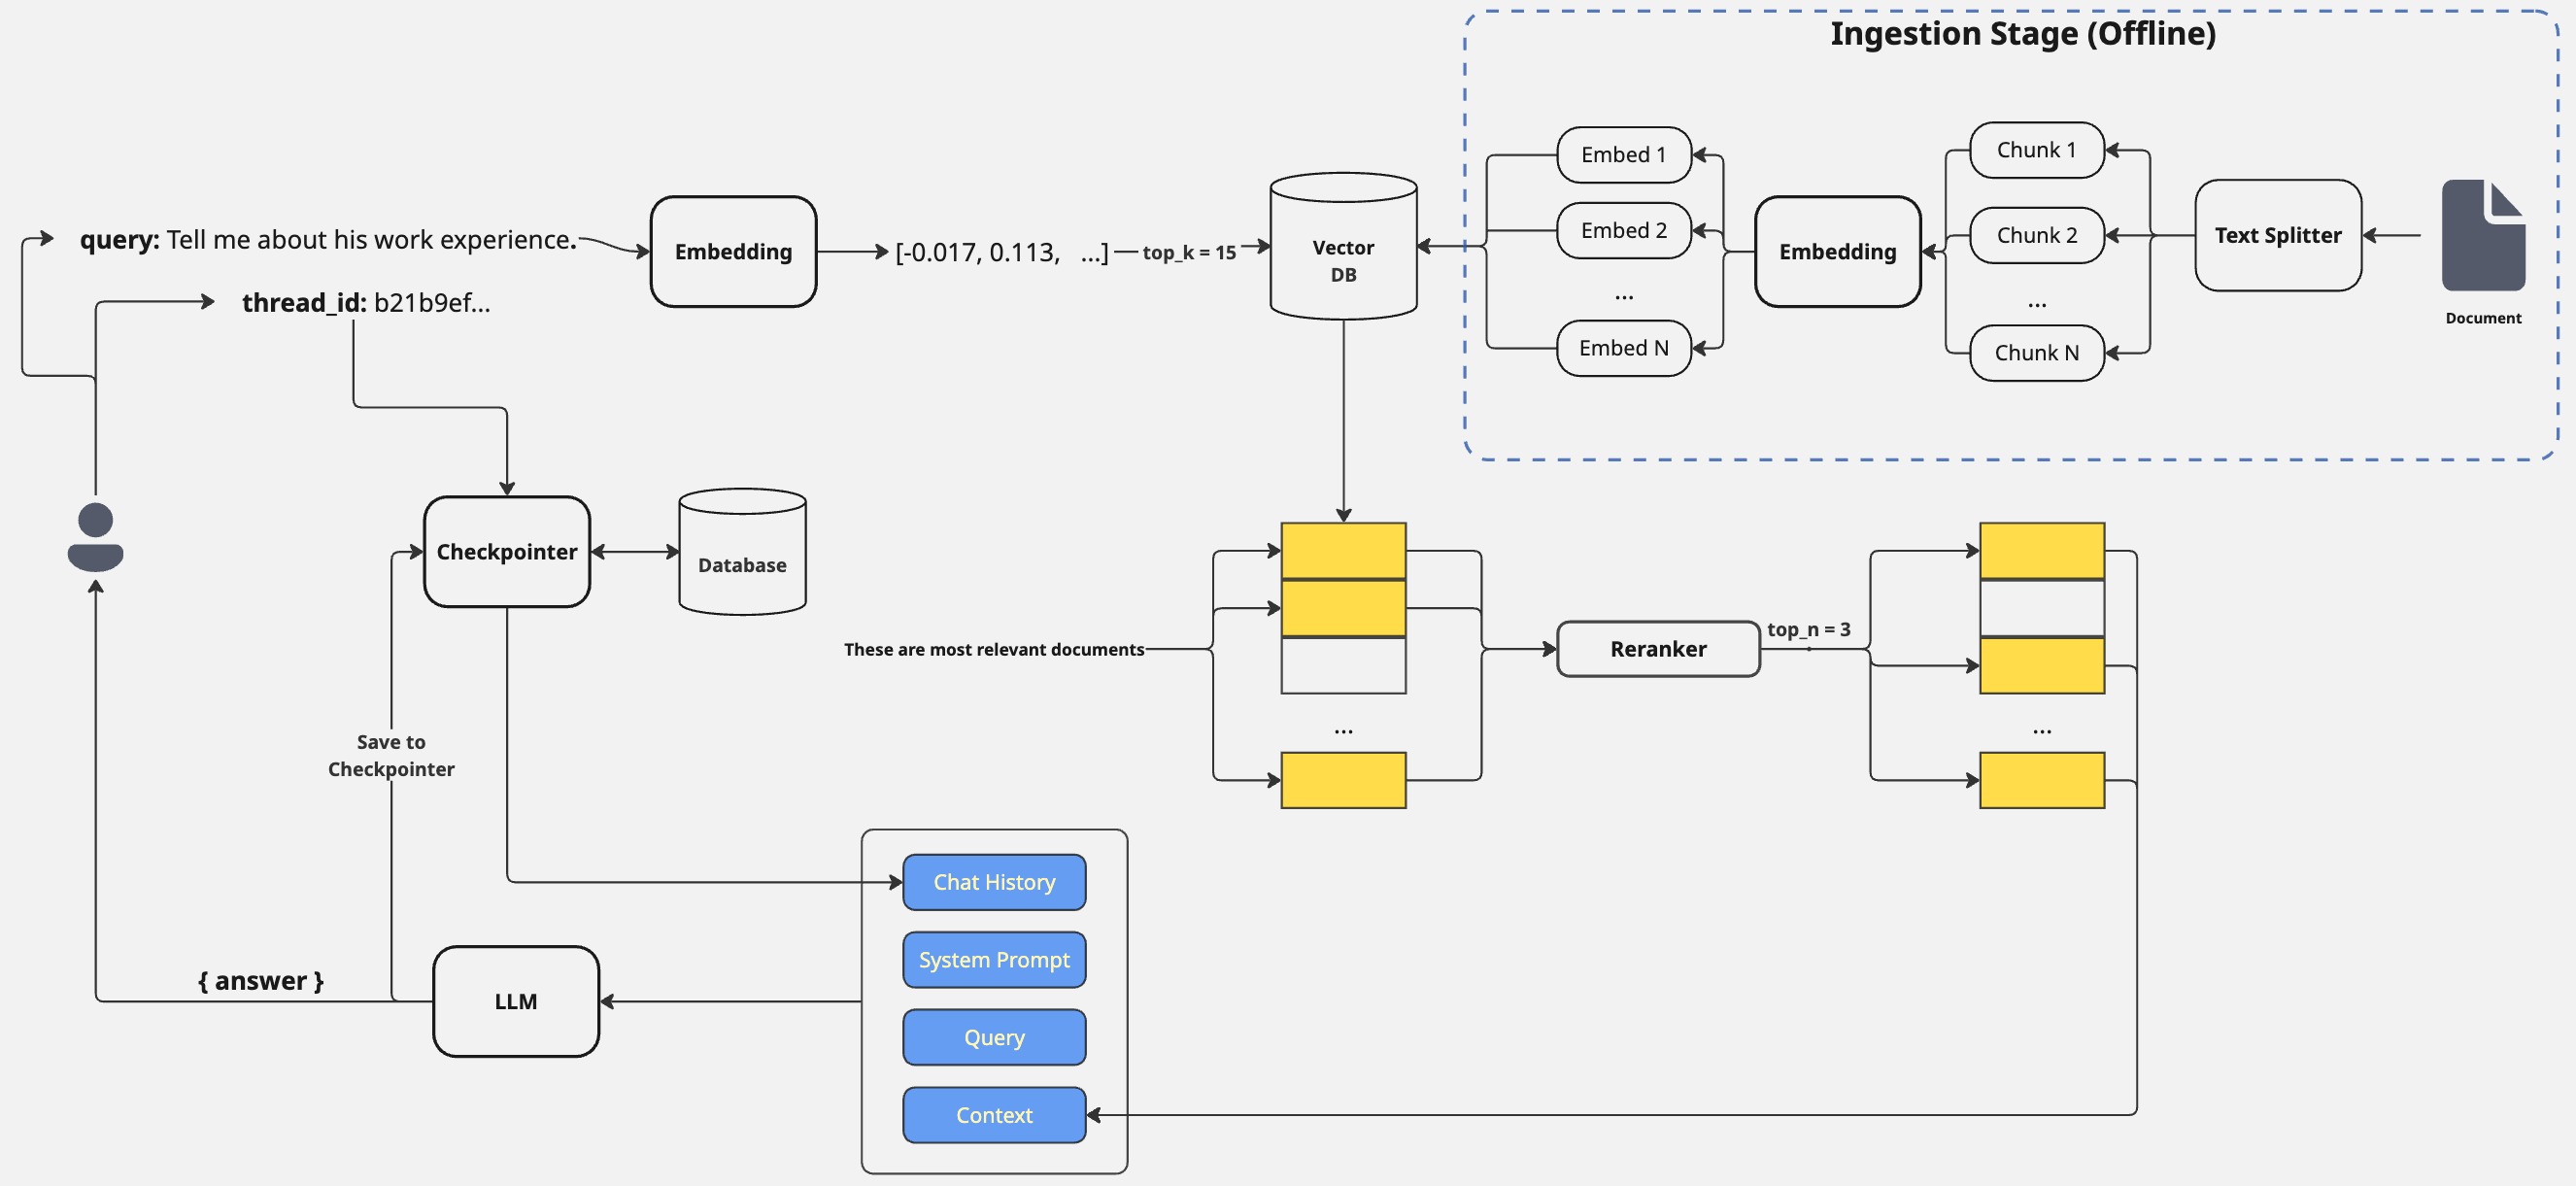 Ingestion Stage (Offline)
query: Tell me about his work experience.
thread_id: b21b9ef...
Embedding
[-0.017, 0.113, ...]
top_k = 15
Vector
DB
Embed 1
Embed 2
...
Embed N
Embedding
Chunk 1
Chunk 2
...
Chunk N
Text Splitter
Document
Checkpointer
Database
These are most relevant documents
...
Reranker
top_n = 3
...
Save to
Checkpointer
Chat History
System Prompt
Query
Context
LLM
{ answer }